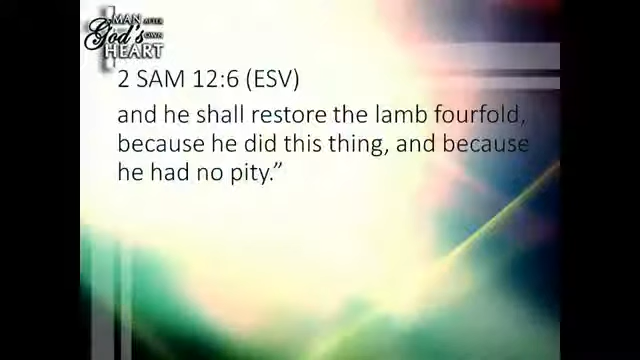 MAN AFTER
God's OWN
HEART
2 SAM 12:6 (ESV)
and he shall restore the lamb fourfold,
because he did this thing, and because
he had no pity.”